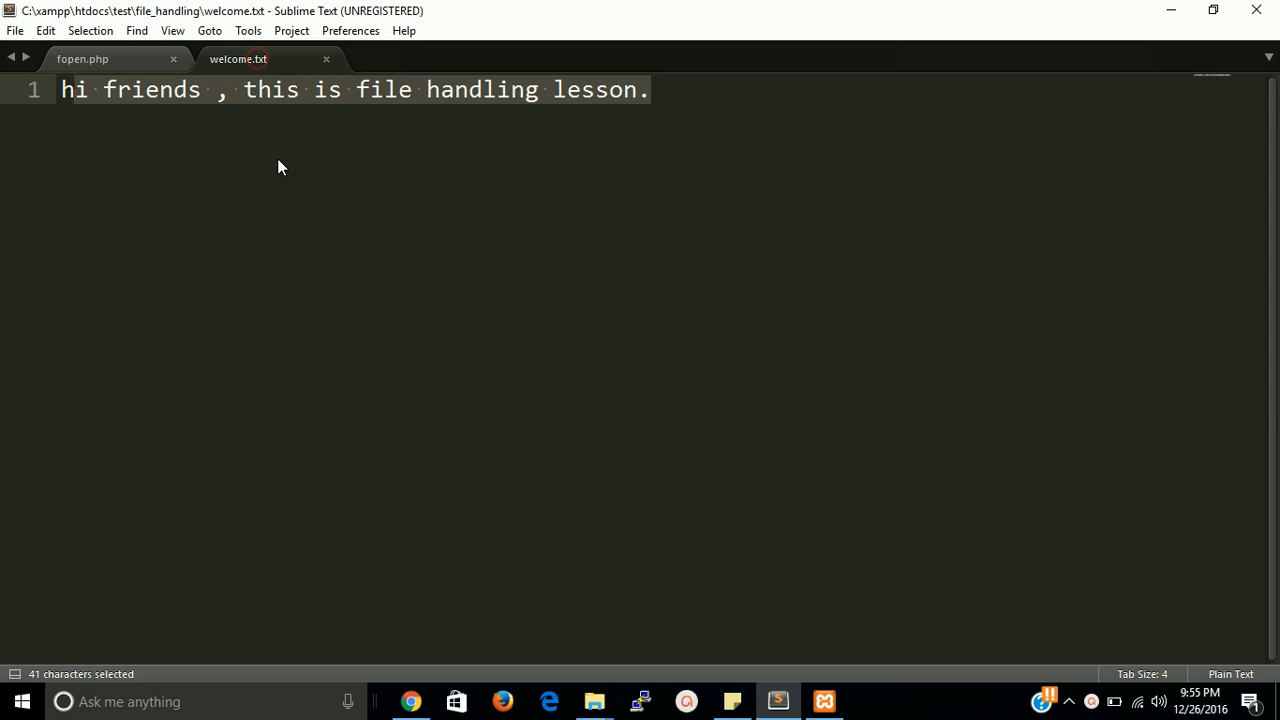 C:\xampp\htdocs\test\file_handling\welcome.txt - Sublime Text (UNREGISTERED)
File Edit Selection Find View Goto Tools Project Preferences Help
fopen.php × welcome.txt ×
1 hi friends , this is file handling lesson.
41 characters selected Tab Size: 4 Plain Text
Ask me anything
9:55 PM
12/26/2016
1